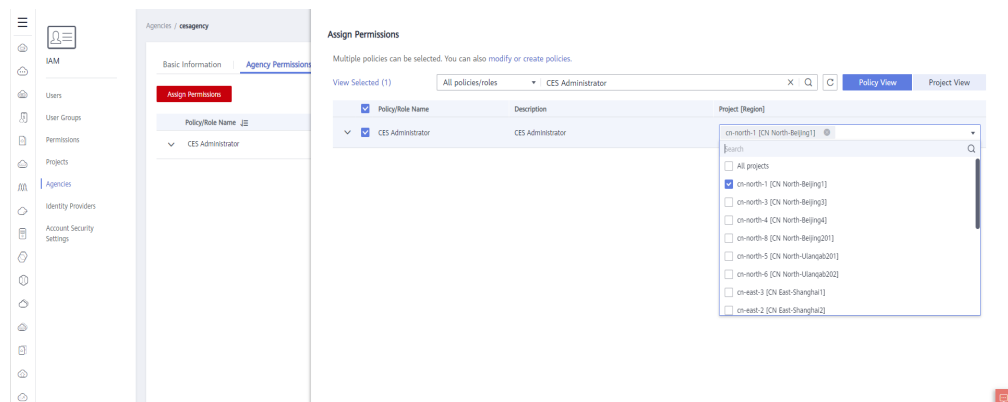 Agencies / cesagency
Assign Permissions
IAM
Multiple policies can be selected. You can also modify or create policies.
Basic Information
Agency Permissions
View Selected (1)
All policies/roles
CES Administrator
Policy View
Project View
Users
Assign Permissions
Policy/Role Name
Description
Project [Region]
User Groups
Policy/Role Name
CES Administrator
CES Administrator
cn-north-1 [CN North-Beijing1]
Permissions
CES Administrator
Search
Projects
All projects
Agencies
cn-north-1 [CN North-Beijing1]
Identity Providers
cn-north-3 [CN North-Beijing3]
Account Security
Settings
cn-north-4 [CN North-Beijing4]
cn-north-8 [CN North-Beijing201]
cn-north-5 [CN North-Ulanqab201]
cn-north-6 [CN North-Ulanqab202]
cn-east-3 [CN East-Shanghai1]
cn-east-2 [CN East-Shanghai2]